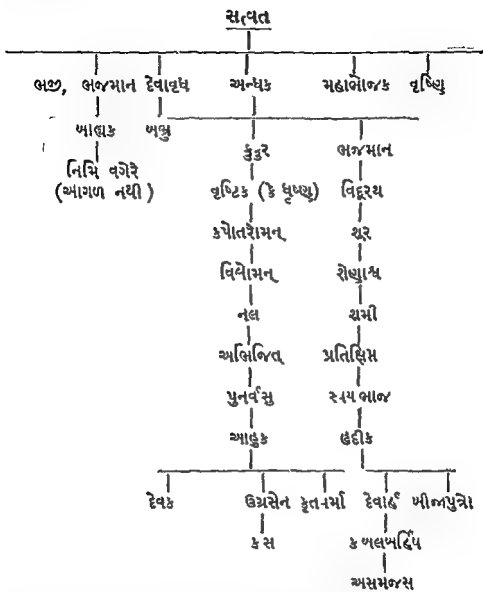 સત્વત
ભજી, ભજમાન દેવાવૃધ અન્ધક મહાભોજક વૃષ્ણિ
બાહ્યક બભ્રુ
કુકુર ભજમાન
નિમિ વગેરે
(આગળ નથી)
વૃષ્ટિક (કે ધૃષ્ણુ) વિદૂરથ
કપોતરોમન્ શૂર
વિલોમન્ શોણાશ્વ
નલ શમી
અભિજિત્ પ્રતિક્ષિપ્ત
પુનર્વસુ સ્વયંભોજ
આહુક હૃદીક
દેવક ઉગ્રસેન કૃતવર્મા દેવાર્હ બીજાપુત્રો
કંસ કંબલબર્હિષ
અસમંજસ